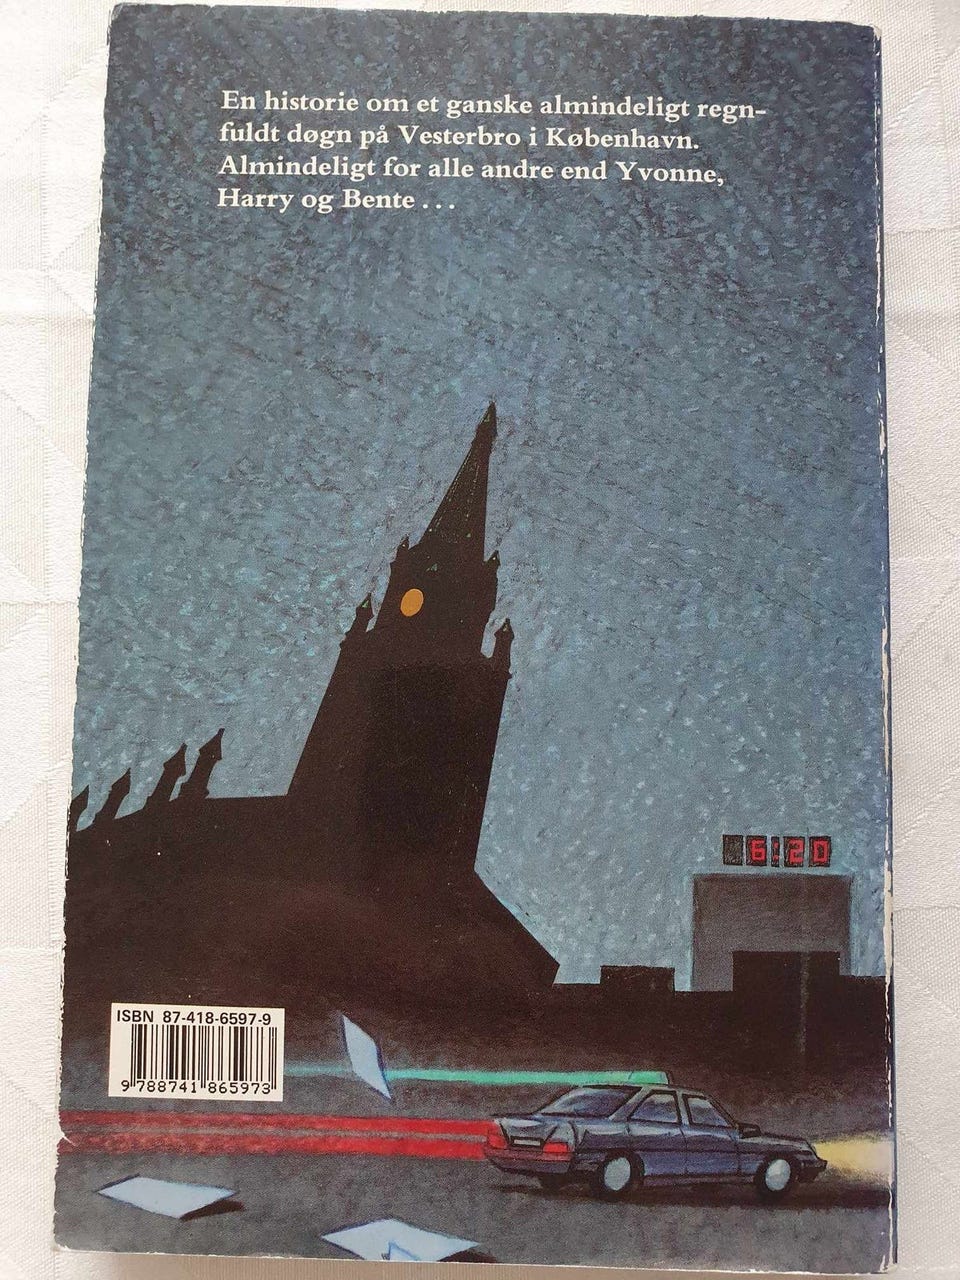 En historie om et ganske almindeligt regn-
fuldt døgn på Vesterbro i København.
Almindeligt for alle andre end Yvonne,
Harry og Bente . . .
6:20
ISBN 87-418-6597-9
9 788741 865973